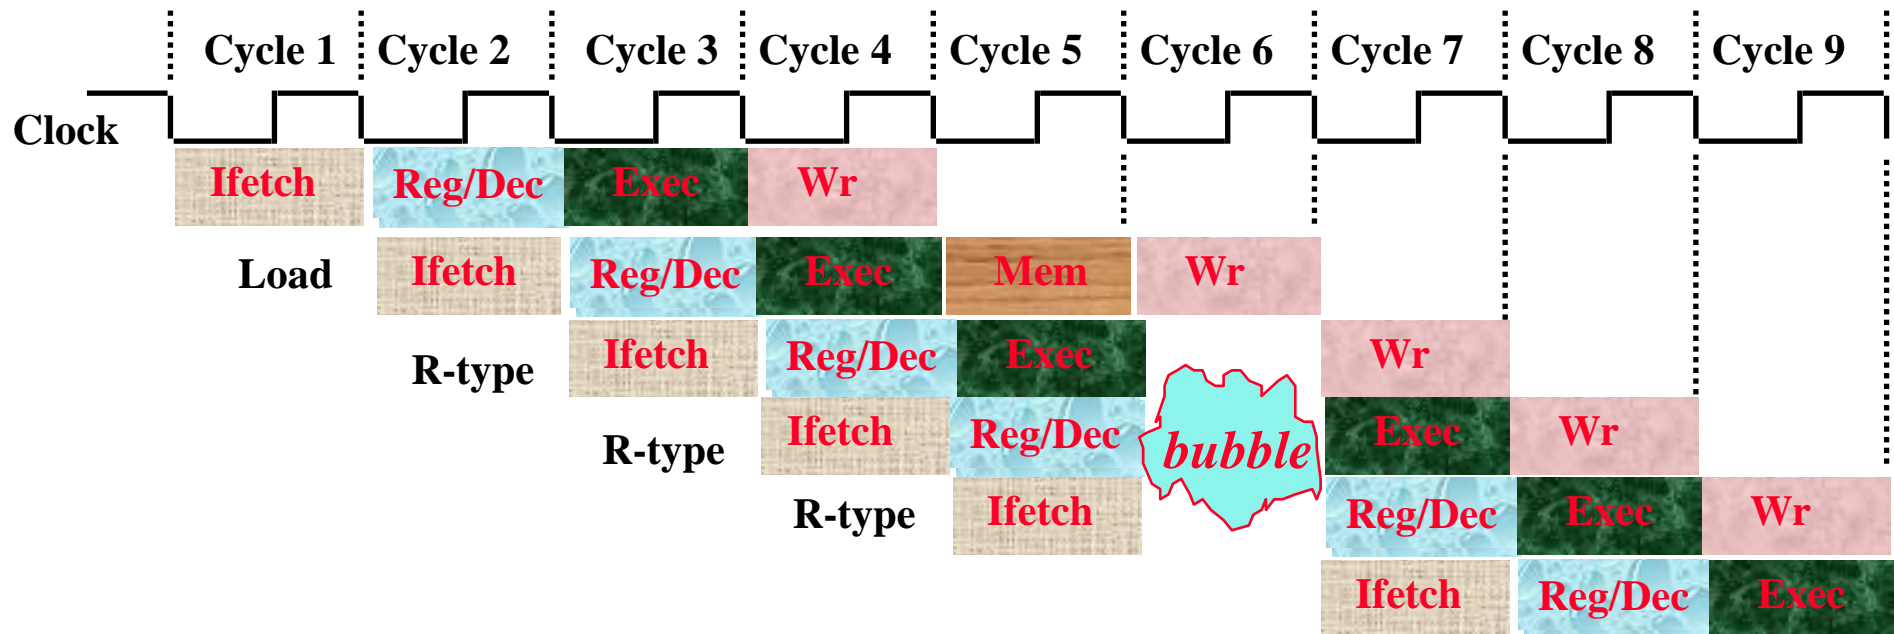 Cycle 1 Cycle 2 Cycle 3 Cycle 4 Cycle 5 Cycle 6 Cycle 7 Cycle 8 Cycle 9
Clock
Ifetch Reg/Dec Exec Wr
Load Ifetch Reg/Dec Exec Mem Wr
R-type Ifetch Reg/Dec Exec Wr
R-type Ifetch Reg/Dec bubble Exec Wr
R-type Ifetch Reg/Dec Exec Wr
Ifetch Reg/Dec Exec